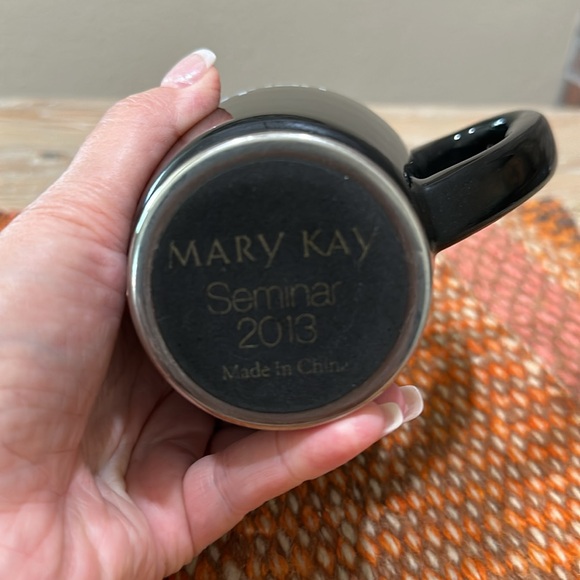 MARY KAY
Seminar
2013
Made In China